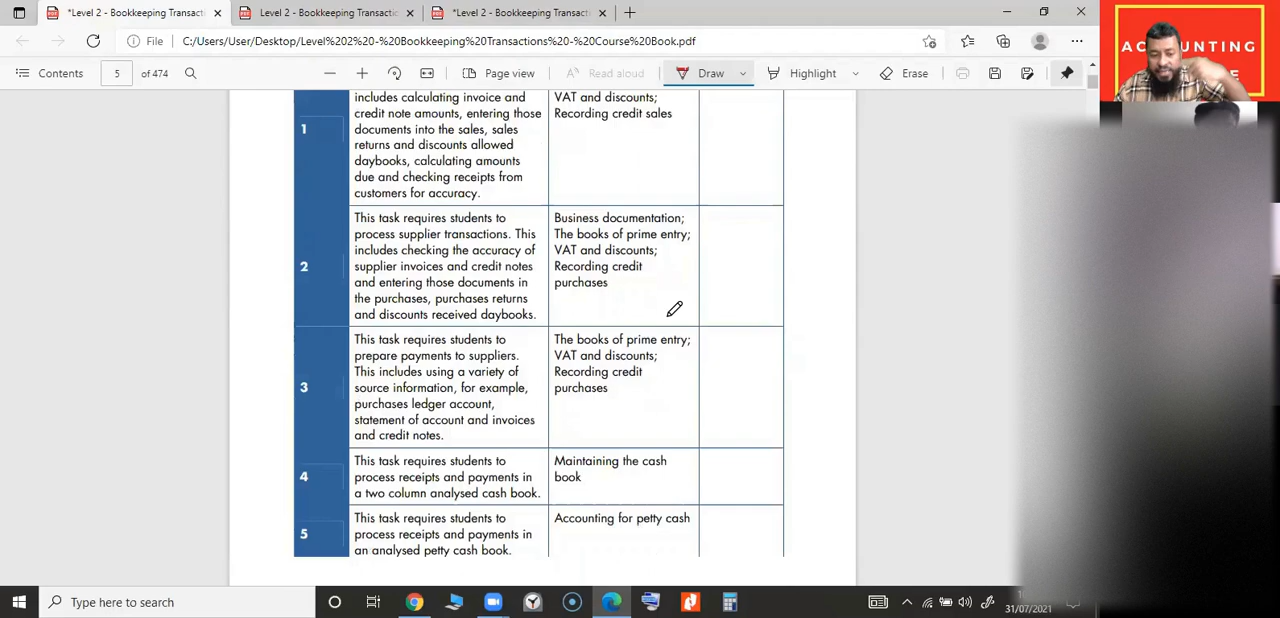 *Level 2 - Bookkeeping Transacti
Level 2 - Bookkeeping Transactio
*Level 2 - Bookkeeping Transacti
File
C:/Users/User/Desktop/Level%202%20-%20Bookkeeping%20Transactions%20-%20Course%20Book.pdf
Contents
5
of 474
Page view
Read aloud
Draw
Highlight
Erase
ACCOUNTING
1
includes calculating invoice and
credit note amounts, entering those
documents into the sales, sales
returns and discounts allowed
daybooks, calculating amounts
due and checking receipts from
customers for accuracy.
VAT and discounts;
Recording credit sales
2
This task requires students to
process supplier transactions. This
includes checking the accuracy of
supplier invoices and credit notes
and entering those documents in
the purchases, purchases returns
and discounts received daybooks.
Business documentation;
The books of prime entry;
VAT and discounts;
Recording credit
purchases
3
This task requires students to
prepare payments to suppliers.
This includes using a variety of
source information, for example,
purchases ledger account,
statement of account and invoices
and credit notes.
The books of prime entry;
VAT and discounts;
Recording credit
purchases
4
This task requires students to
process receipts and payments in
a two column analysed cash book.
Maintaining the cash
book
5
This task requires students to
process receipts and payments in
an analysed petty cash book.
Accounting for petty cash
Type here to search
31/07/2021